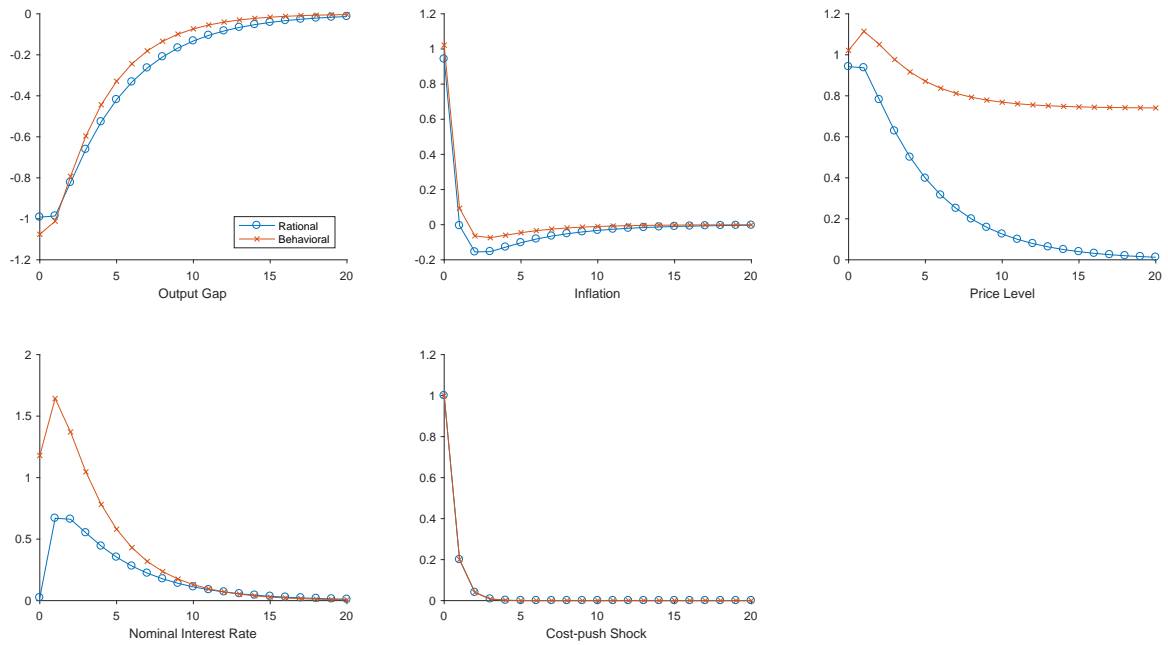 0
-0.2
-0.4
-0.6
-0.8
-1
-1.2
0 5 10 15 20
Output Gap
Rational
Behavioral
1.2
1
0.8
0.6
0.4
0.2
0
-0.2
0 5 10 15 20
Inflation
1.2
1
0.8
0.6
0.4
0.2
0
0 5 10 15 20
Price Level
2
1.5
1
0.5
0
0 5 10 15 20
Nominal Interest Rate
1.2
1
0.8
0.6
0.4
0.2
0
0 5 10 15 20
Cost-push Shock